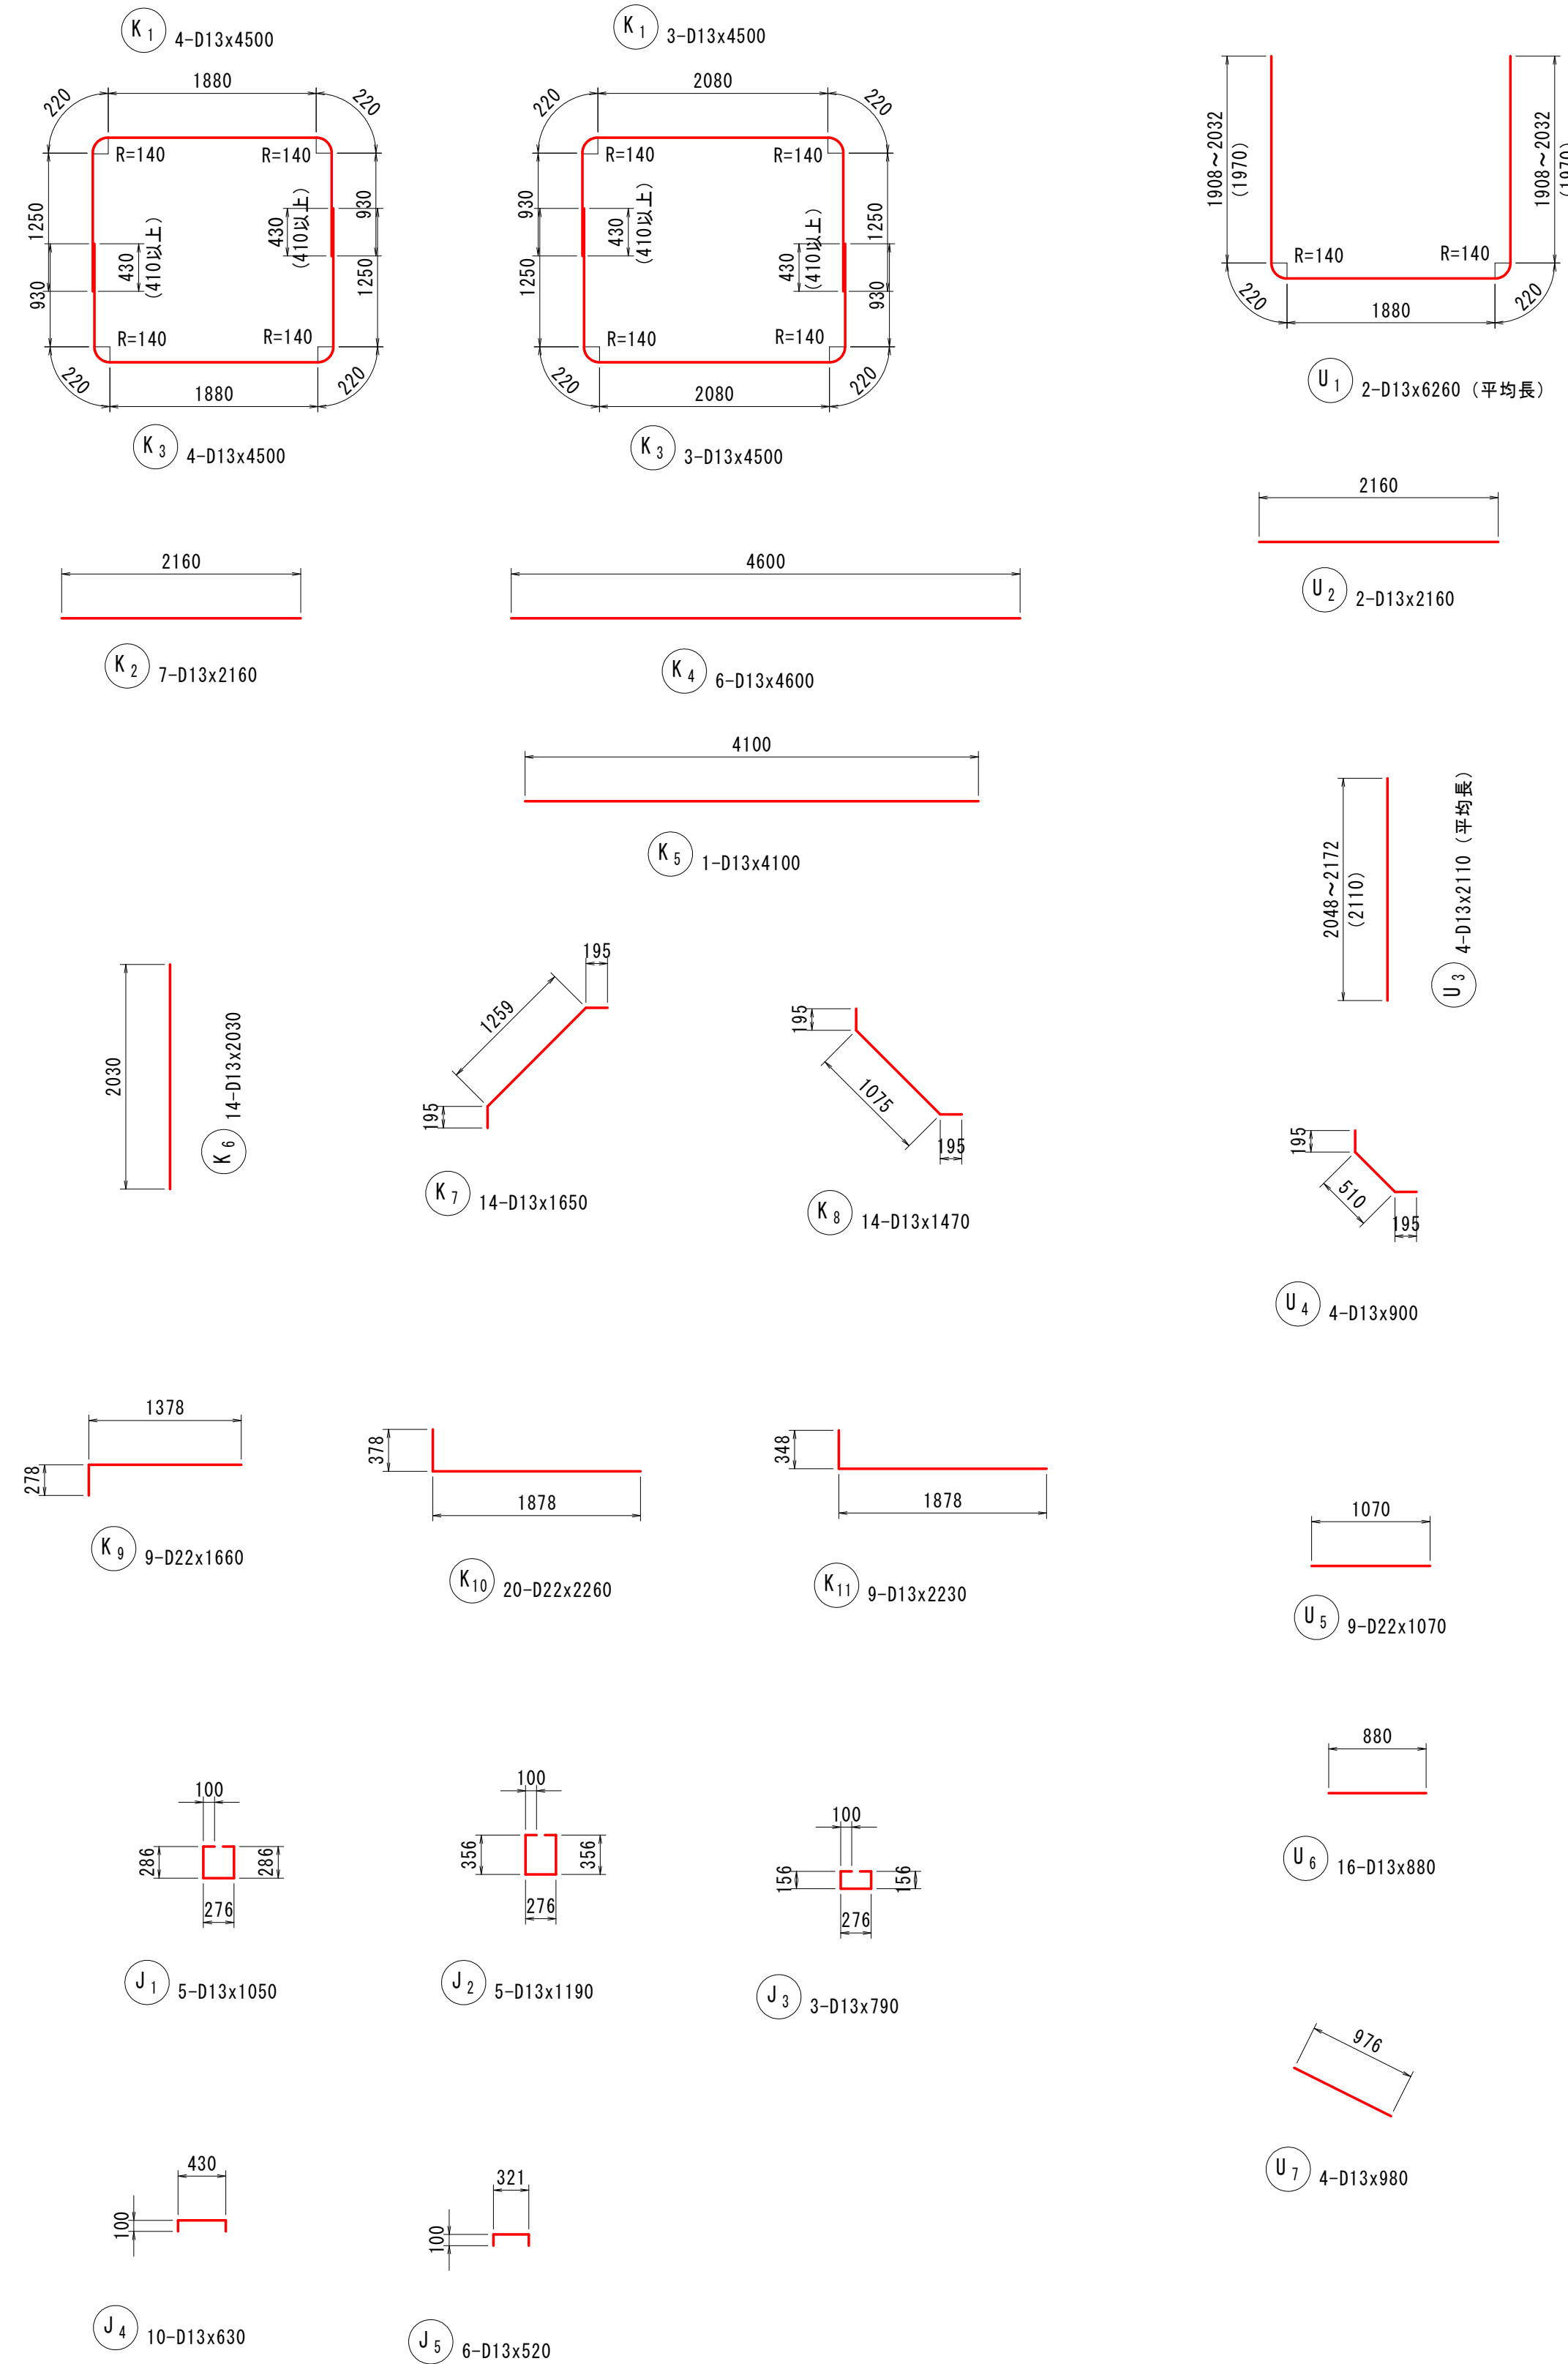 K1 4-D13x4500
K1 3-D13x4500
1880
220
220
R=140
R=140
1250
930
430
(410以上)
430
(410以上)
930
1250
R=140
R=140
220
220
1880
K3 4-D13x4500
2080
220
220
R=140
R=140
930
1250
430
(410以上)
430
(410以上)
1250
930
R=140
R=140
220
220
2080
K3 3-D13x4500
1908～2032
(1970)
1908～2032
(1970)
R=140
R=140
220
220
1880
U1 2-D13x6260 (平均長)
2160
U2 2-D13x2160
2160
K2 7-D13x2160
4600
K4 6-D13x4600
4100
K5 1-D13x4100
2048～2172
(2110)
U3 4-D13x2110 (平均長)
2030
K6 14-D13x2030
195
1259
195
K7 14-D13x1650
195
1075
195
K8 14-D13x1470
195
510
195
U4 4-D13x900
1378
278
K9 9-D22x1660
378
1878
K10 20-D22x2260
348
1878
K11 9-D13x2230
1070
U5 9-D22x1070
880
U6 16-D13x880
100
286
286
276
J1 5-D13x1050
100
356
356
276
J2 5-D13x1190
100
156
156
276
J3 3-D13x790
976
U7 4-D13x980
430
100
J4 10-D13x630
321
100
J5 6-D13x520